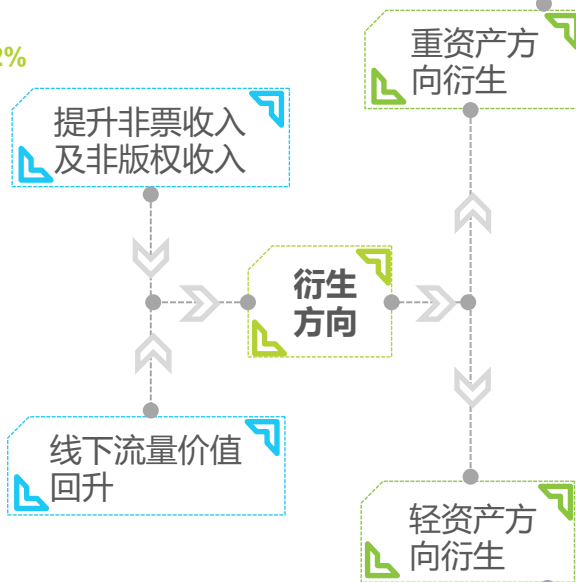 2%
重资产方
向衍生
提升非票收入
及非版权收入
衍生
方向
线下流量价值
回升
轻资产方
向衍生